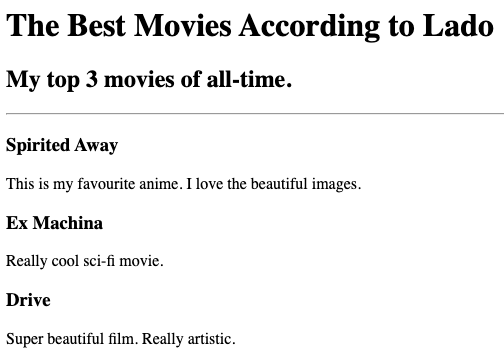 The Best Movies According to Lado
My top 3 movies of all-time.
Spirited Away
This is my favourite anime. I love the beautiful images.
Ex Machina
Really cool sci-fi movie.
Drive
Super beautiful film. Really artistic.